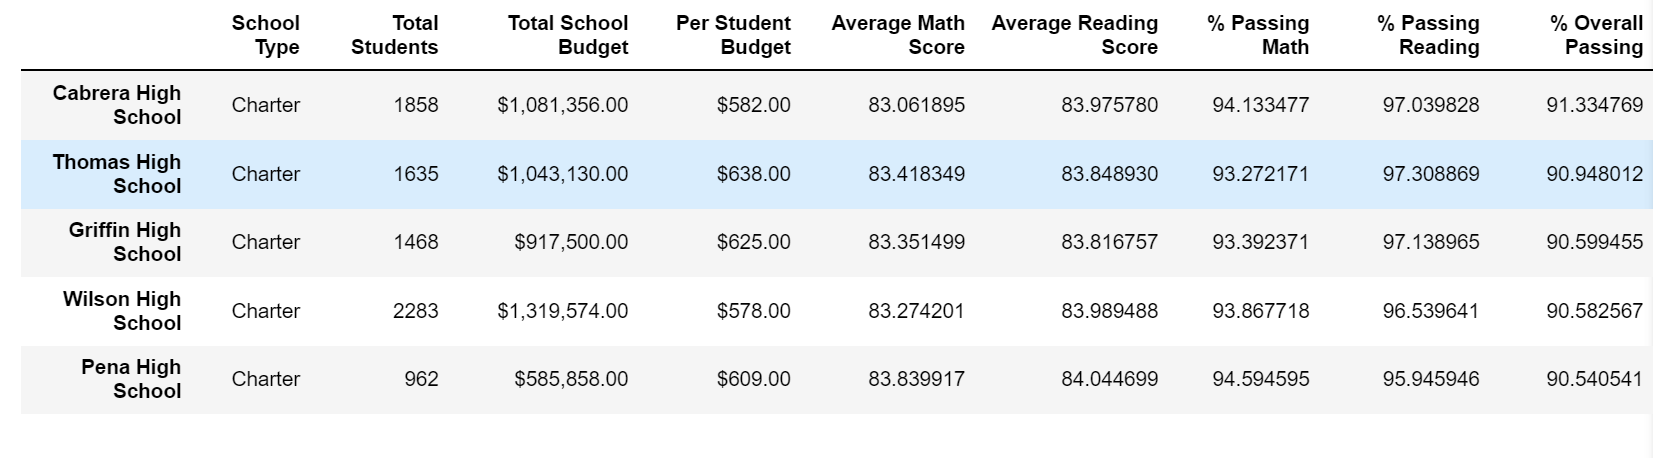 School Type Total Students Total School Budget Per Student Budget Average Math Score Average Reading Score % Passing Math % Passing Reading % Overall Passing
Cabrera High School Charter 1858 $1,081,356.00 $582.00 83.061895 83.975780 94.133477 97.039828 91.334769
Thomas High School Charter 1635 $1,043,130.00 $638.00 83.418349 83.848930 93.272171 97.308869 90.948012
Griffin High School Charter 1468 $917,500.00 $625.00 83.351499 83.816757 93.392371 97.138965 90.599455
Wilson High School Charter 2283 $1,319,574.00 $578.00 83.274201 83.989488 93.867718 96.539641 90.582567
Pena High School Charter 962 $585,858.00 $609.00 83.839917 84.044699 94.594595 95.945946 90.540541